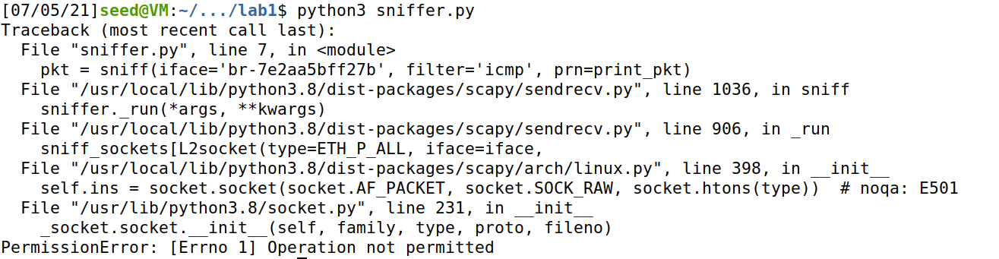 [07/05/21]seed@VM:~/.../lab1$ python3 sniffer.py
Traceback (most recent call last):
  File "sniffer.py", line 7, in <module>
    pkt = sniff(iface='br-7e2aa5bff27b', filter='icmp', prn=print_pkt)
  File "/usr/local/lib/python3.8/dist-packages/scapy/sendrecv.py", line 1036, in sniff
    sniffer._run(*args, **kwargs)
  File "/usr/local/lib/python3.8/dist-packages/scapy/sendrecv.py", line 906, in _run
    sniff_sockets[L2socket(type=ETH_P_ALL, iface=iface,
  File "/usr/local/lib/python3.8/dist-packages/scapy/arch/linux.py", line 398, in __init__
    self.ins = socket.socket(socket.AF_PACKET, socket.SOCK_RAW, socket.htons(type))  # noqa: E501
  File "/usr/lib/python3.8/socket.py", line 231, in __init__
    _socket.socket.__init__(self, family, type, proto, fileno)
PermissionError: [Errno 1] Operation not permitted